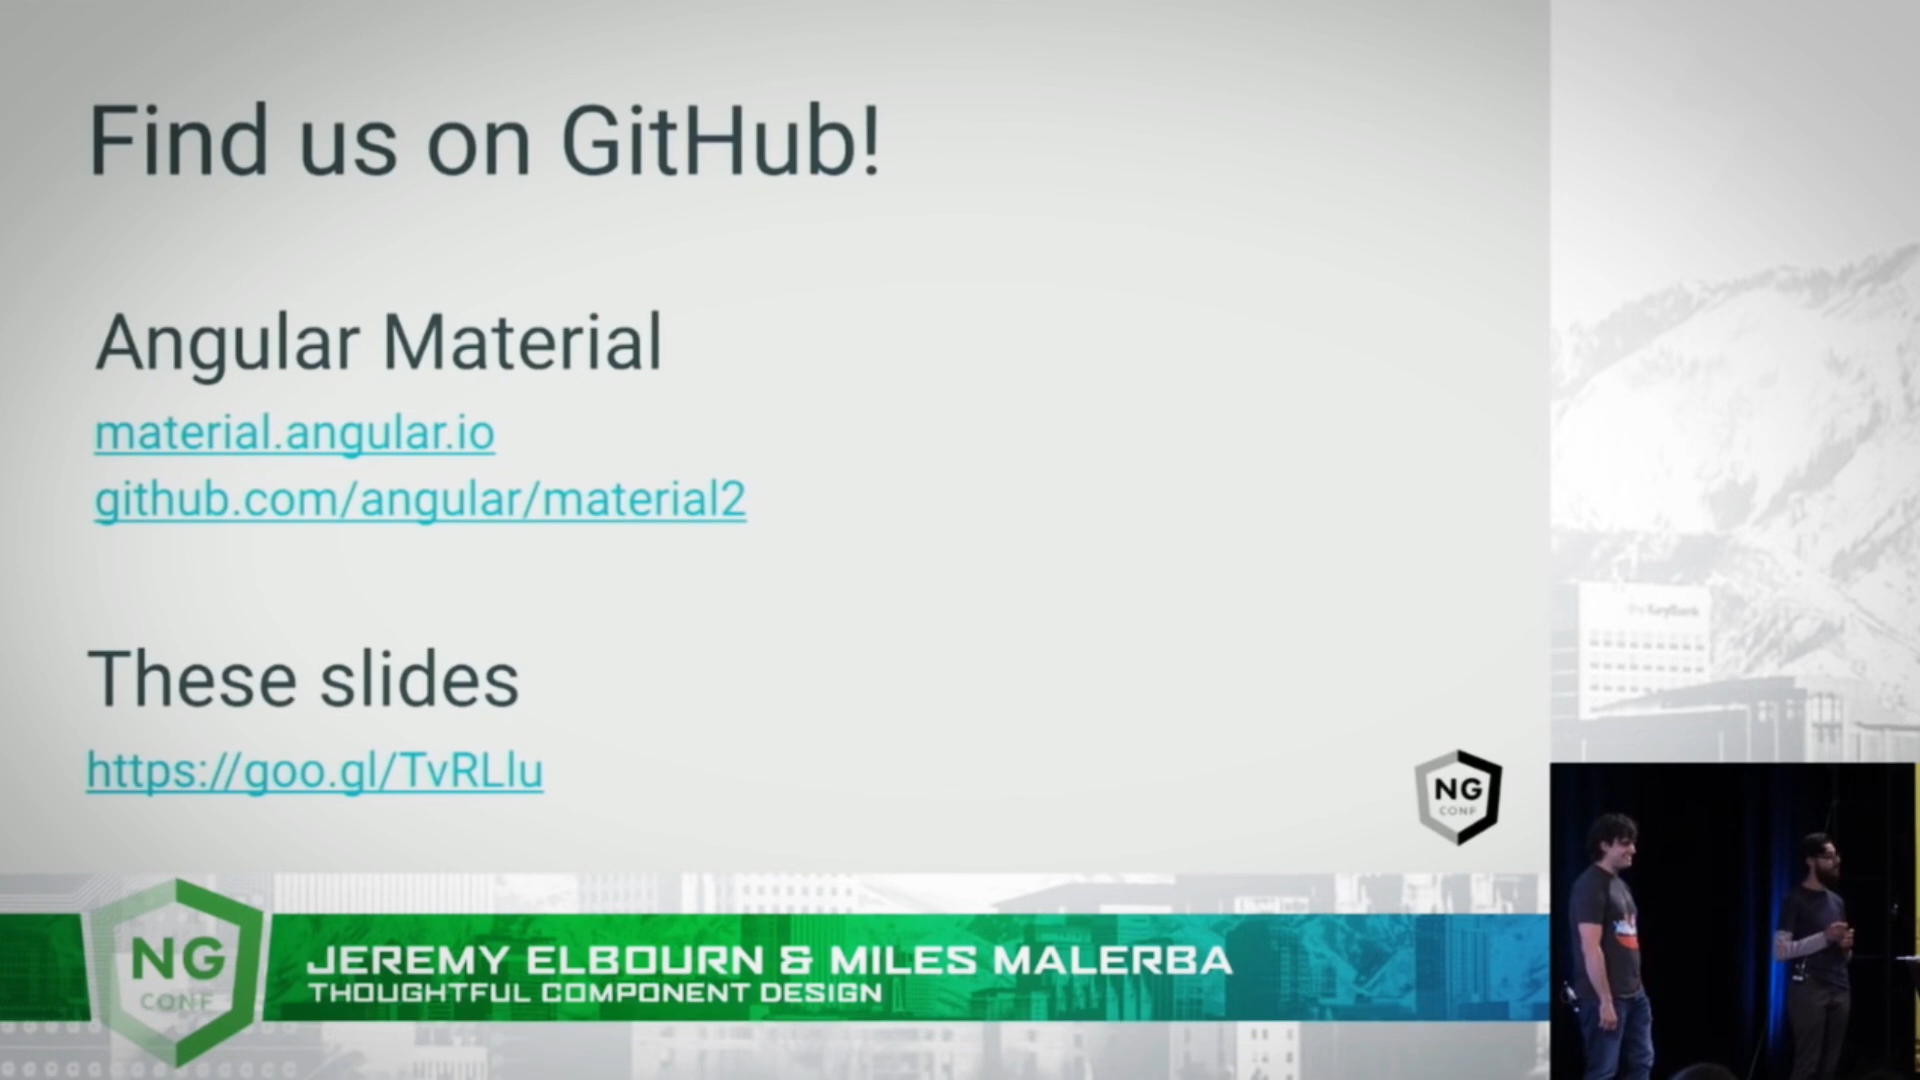 Find us on GitHub!
Angular Material
material.angular.io
github.com/angular/material2
These slides
https://goo.gl/TvRLlu
NG
CONF
KeyBank
NG
CONF
JEREMY ELBOURN & MILES MALERBA
THOUGHTFUL COMPONENT DESIGN